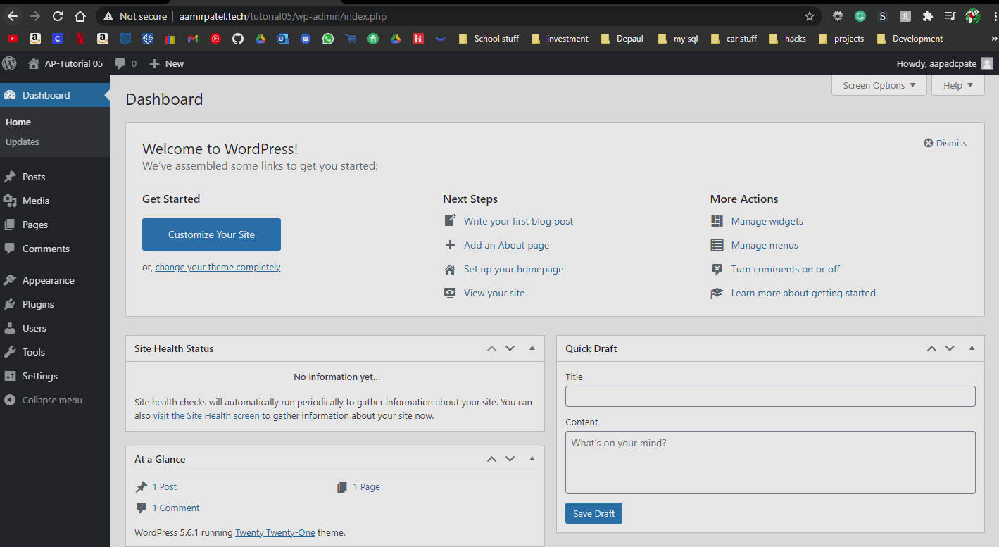 Not secure
aamirpatel.tech/tutorial05/wp-admin/index.php
School stuff
investment
Depaul
my sql
car stuff
hacks
projects
Development
»
AP-Tutorial 05
0
New
Howdy, aapadcpate
Dashboard
Home
Updates
Posts
Media
Pages
Comments
Appearance
Plugins
Users
Tools
Settings
Collapse menu
Screen Options ▼
Help ▼
Dashboard
Welcome to WordPress!
We've assembled some links to get you started:
Dismiss
Get Started
Customize Your Site
or, change your theme completely
Next Steps
Write your first blog post
Add an About page
Set up your homepage
View your site
More Actions
Manage widgets
Manage menus
Turn comments on or off
Learn more about getting started
Site Health Status
No information yet...
Site health checks will automatically run periodically to gather information about your site. You can
also visit the Site Health screen to gather information about your site now.
At a Glance
1 Post
1 Page
1 Comment
WordPress 5.6.1 running Twenty Twenty-One theme.
Quick Draft
Title
Content
What's on your mind?
Save Draft